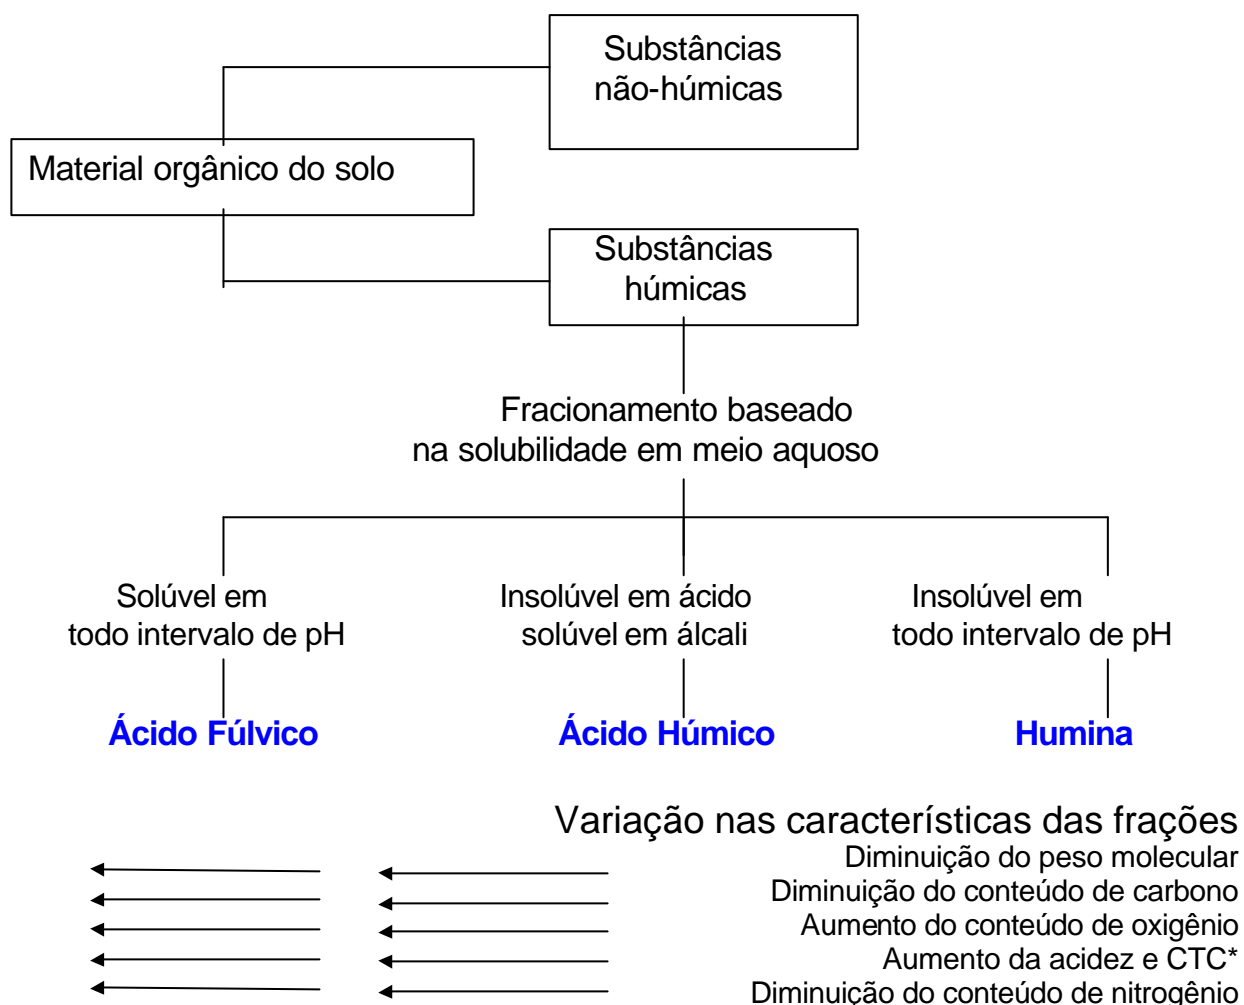 Substâncias
não-húmicas
Material orgânico do solo
Substâncias
húmicas
Fracionamento baseado
na solubilidade em meio aquoso
Solúvel em
todo intervalo de pH
Insolúvel em ácido
solúvel em álcali
Insolúvel em
todo intervalo de pH
Ácido Fúlvico
Ácido Húmico
Humina
Variação nas características das frações
Diminuição do peso molecular
Diminuição do conteúdo de carbono
Aumento do conteúdo de oxigênio
Aumento da acidez e CTC*
Diminuição do conteúdo de nitrogênio